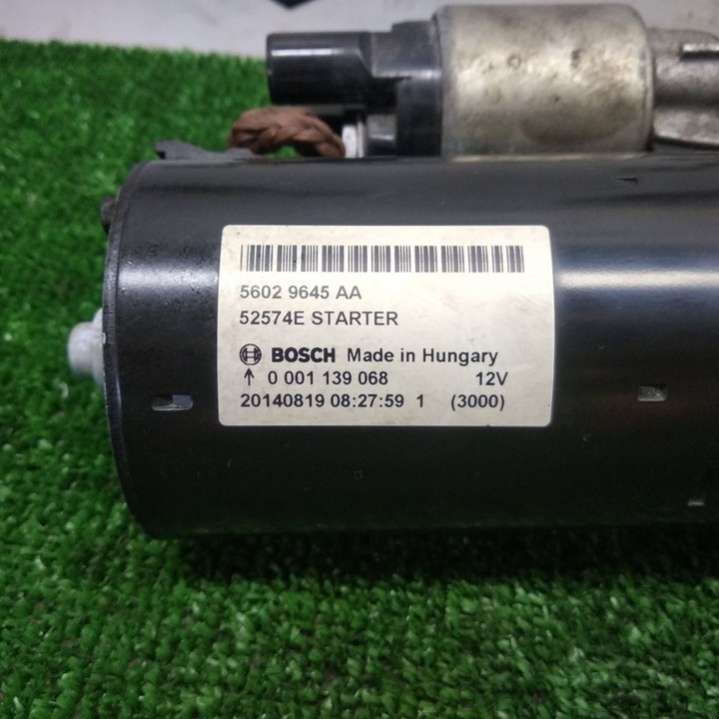 5602 9645 AA
52574E STARTER
BOSCH Made in Hungary
↑ 0 001 139 068 12V
20140819 08:27:59 1 (3000)